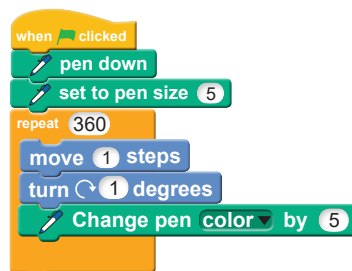 when clicked
pen down
set to pen size 5
repeat 360
move 1 steps
turn 1 degrees
Change pen color by 5